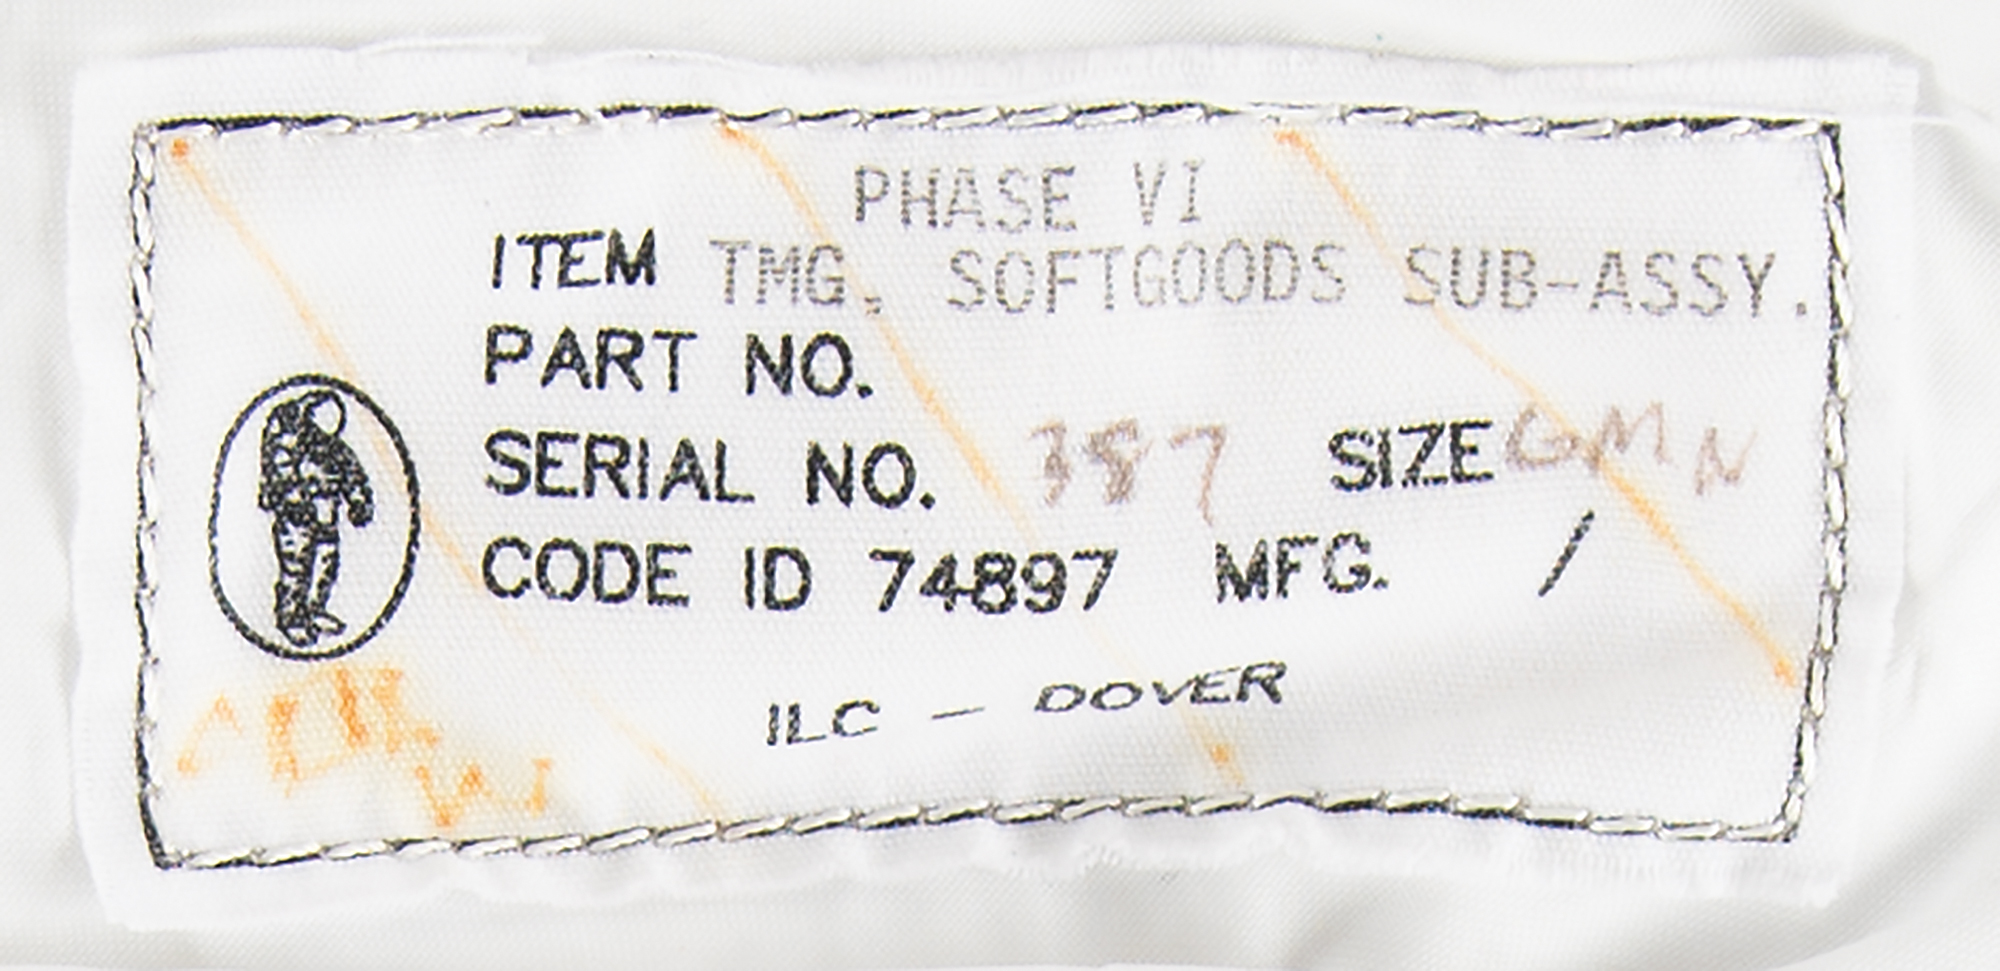 PHASE VI
ITEM TMG, SOFTGOODS SUB-ASSY.
PART NO.
SERIAL NO. 387 SIZE GMN
CODE ID 74897 MFG. /
ILC – DOVER